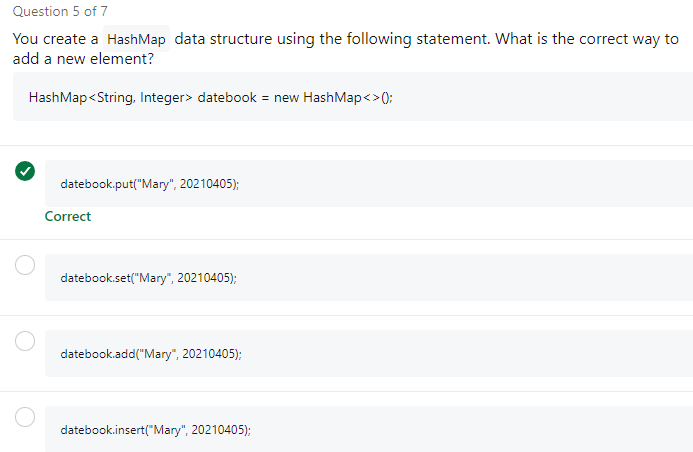 Question 5 of 7
You create a HashMap data structure using the following statement. What is the correct way to
add a new element?
HashMap<String, Integer> datebook = new HashMap<>();
datebook.put("Mary", 20210405);
Correct
datebook.set("Mary", 20210405);
datebook.add("Mary", 20210405);
datebook.insert("Mary", 20210405);